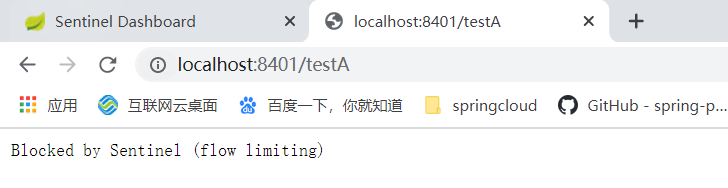 Sentinel Dashboard
localhost:8401/testA
localhost:8401/testA
应用 互联网云桌面 百度一下，你就知道 springcloud GitHub - spring-p...
Blocked by Sentinel (flow limiting)